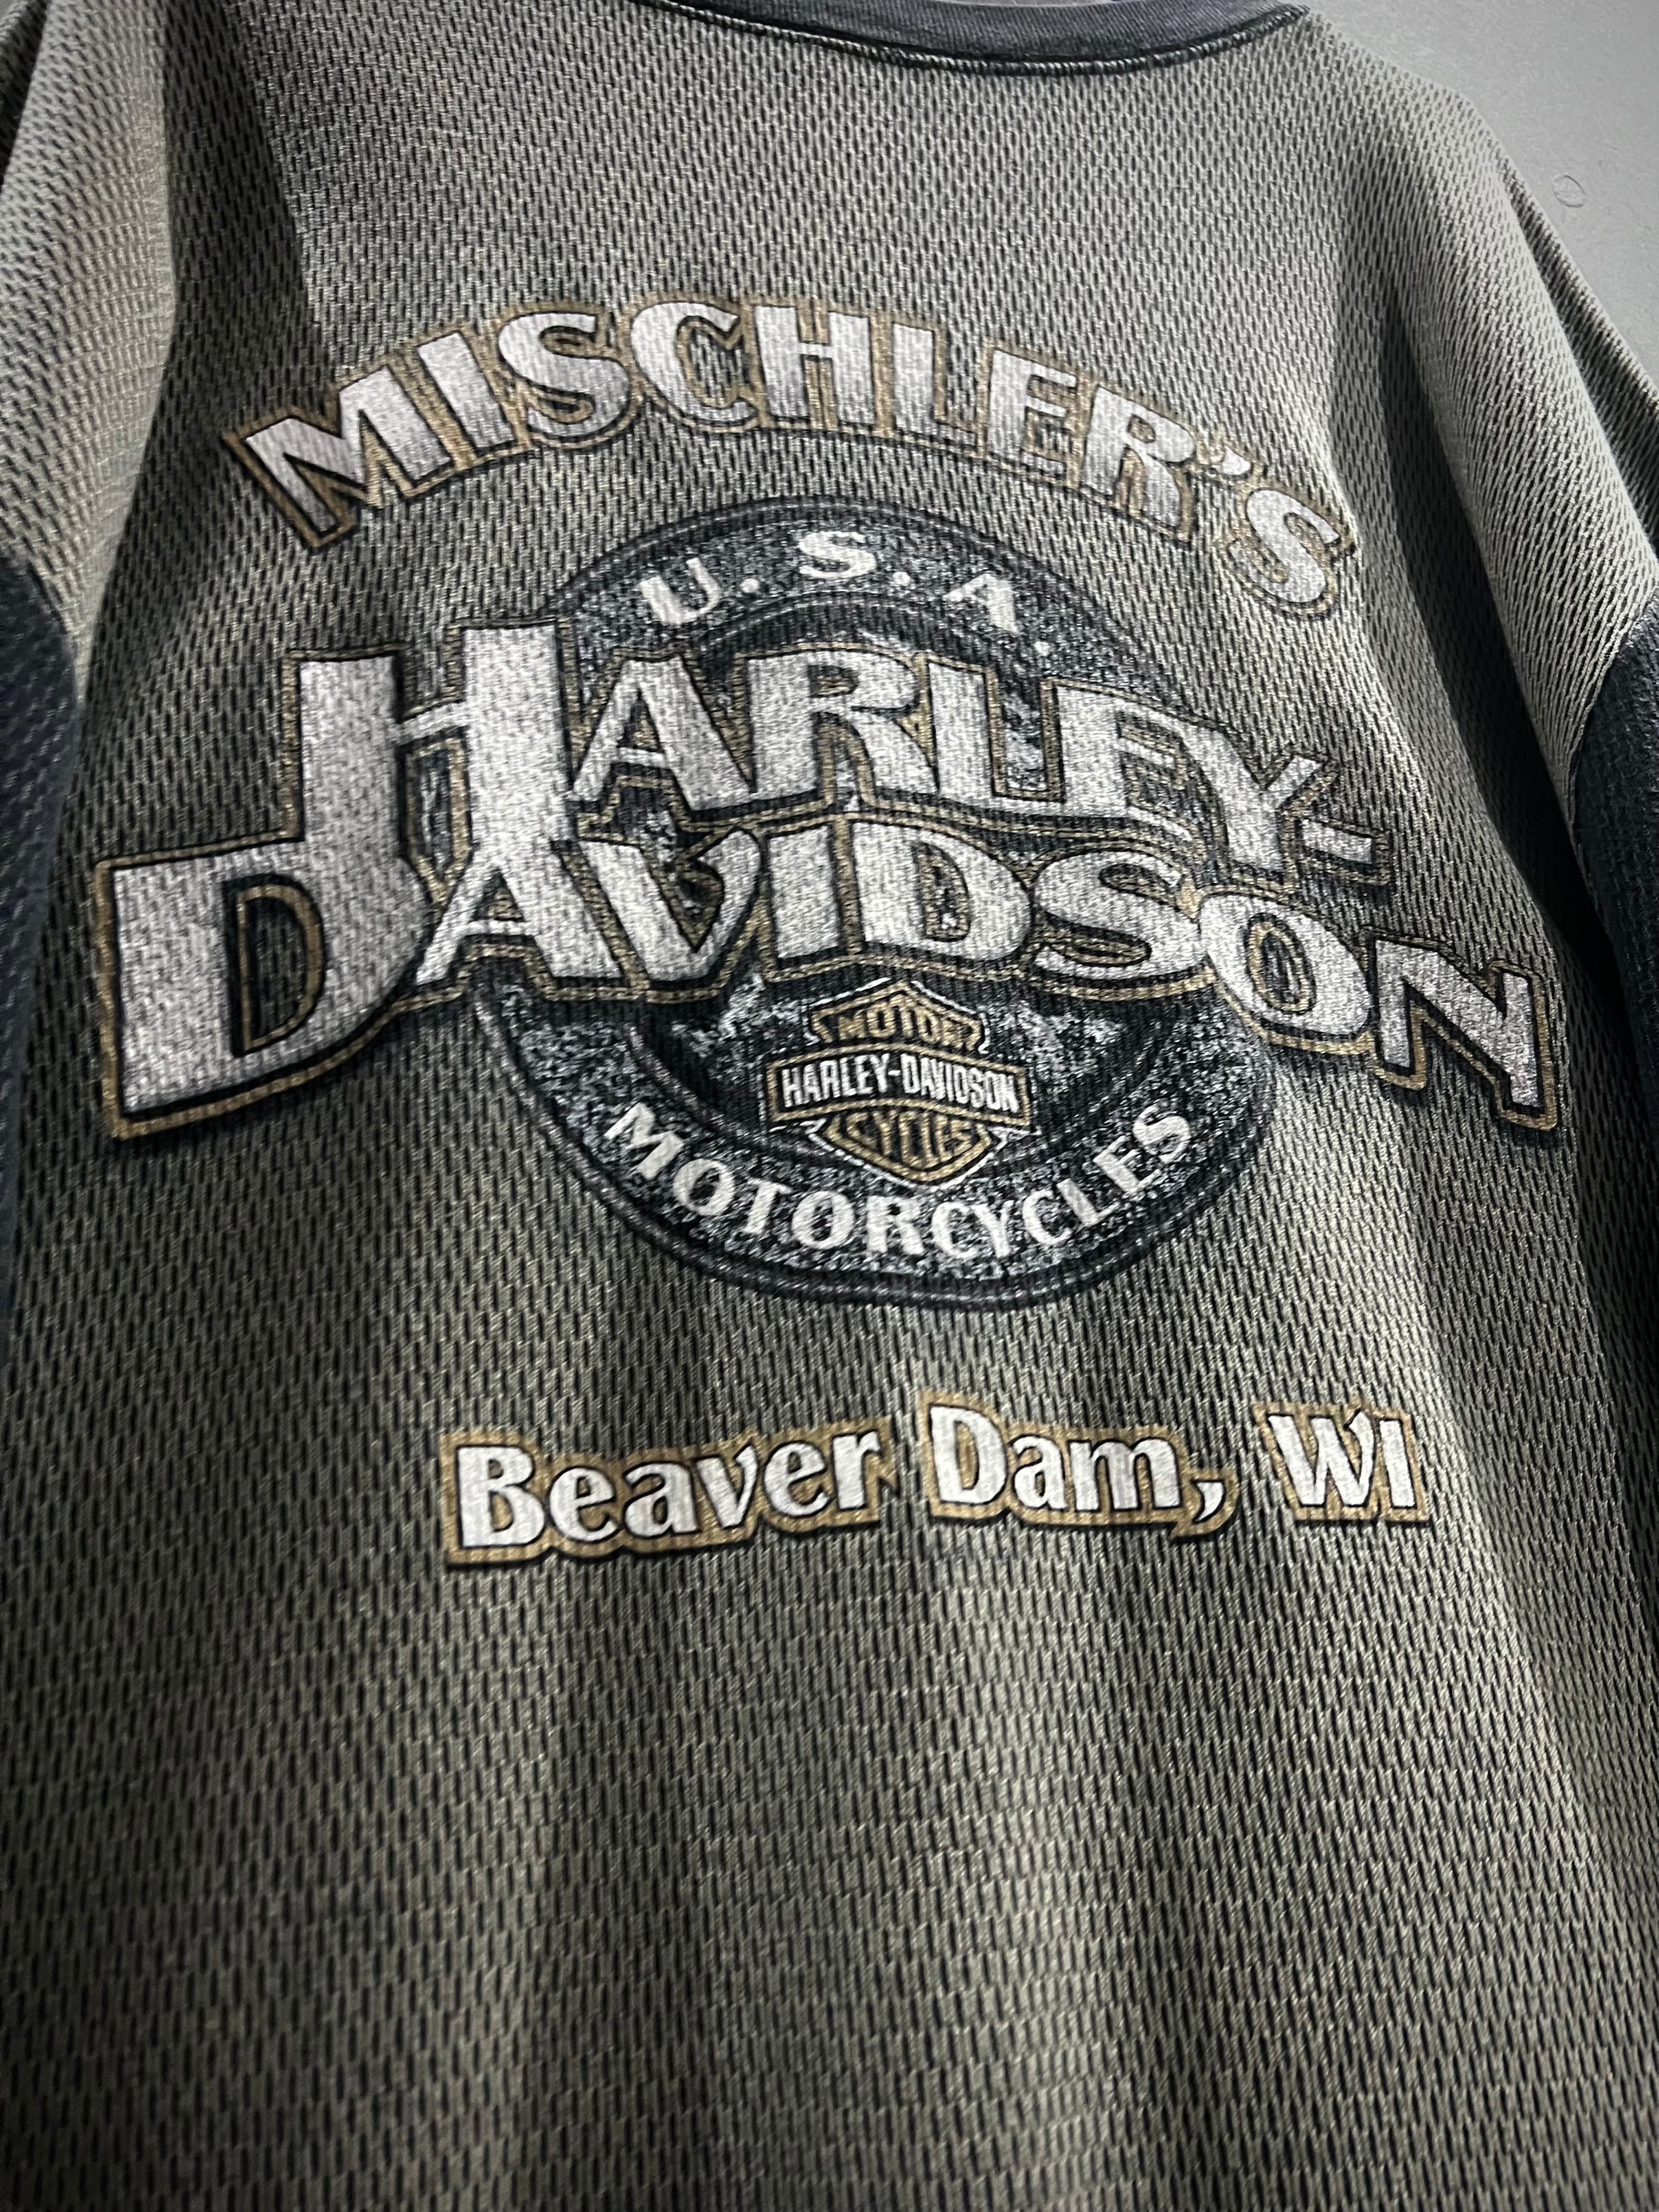 MISCHLER'S
U.S.A.
HARLEY-
DAVIDSON
MOTOR
HARLEY-DAVIDSON
CYCLES
MOTORCYCLES
Beaver Dam, WI